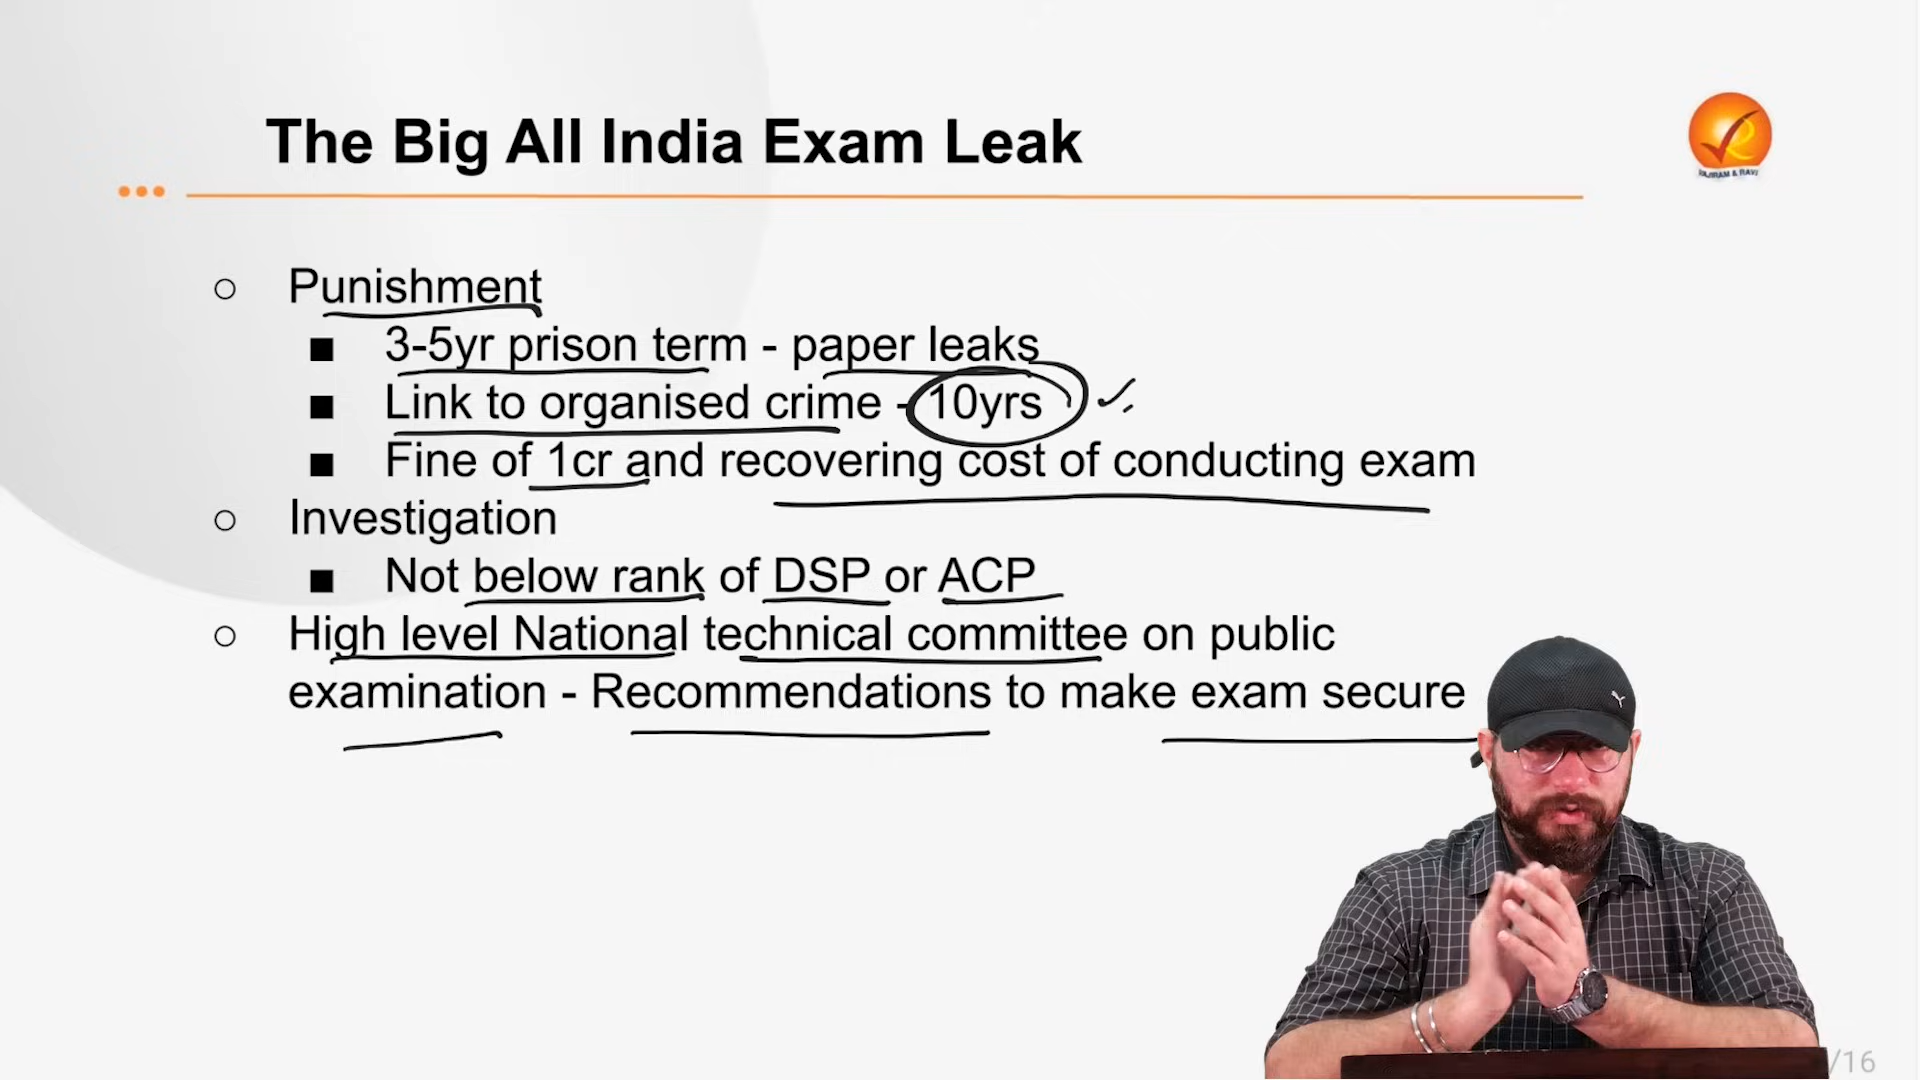 The Big All India Exam Leak
VAJIRAM & RAVI
○ Punishment
■ 3-5yr prison term - paper leaks
■ Link to organised crime - 10yrs
■ Fine of 1cr and recovering cost of conducting exam
○ Investigation
■ Not below rank of DSP or ACP
○ High level National technical committee on public
examination - Recommendations to make exam secure
/16